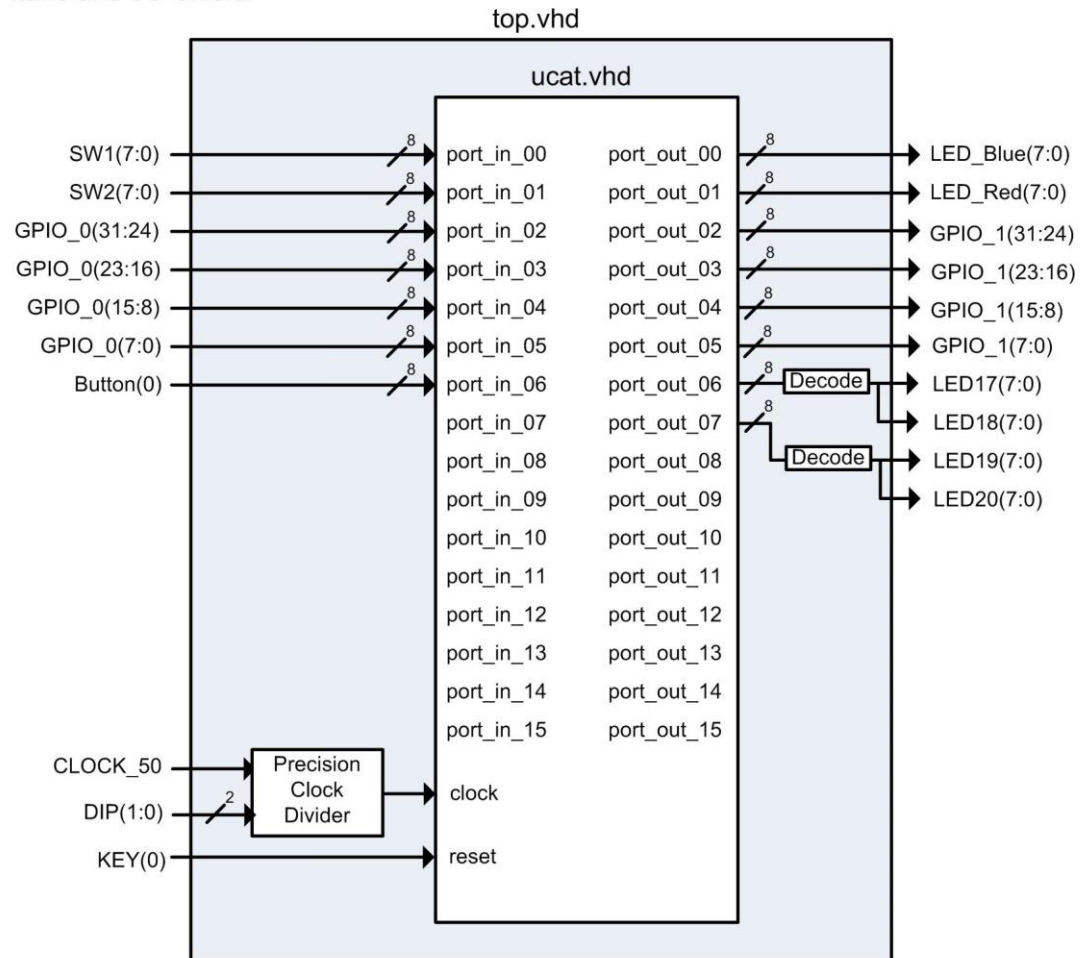 top.vhd
ucat.vhd
SW1(7:0) 8 port_in_00 port_out_00 8 LED_Blue(7:0)
SW2(7:0) 8 port_in_01 port_out_01 8 LED_Red(7:0)
GPIO_0(31:24) 8 port_in_02 port_out_02 8 GPIO_1(31:24)
GPIO_0(23:16) 8 port_in_03 port_out_03 8 GPIO_1(23:16)
GPIO_0(15:8) 8 port_in_04 port_out_04 8 GPIO_1(15:8)
GPIO_0(7:0) 8 port_in_05 port_out_05 8 GPIO_1(7:0)
Button(0) 8 port_in_06 port_out_06 8 Decode LED17(7:0)
port_in_07 port_out_07 8 LED18(7:0)
port_in_08 port_out_08 Decode LED19(7:0)
port_in_09 port_out_09 LED20(7:0)
port_in_10 port_out_10
port_in_11 port_out_11
port_in_12 port_out_12
port_in_13 port_out_13
port_in_14 port_out_14
port_in_15 port_out_15
CLOCK_50 Precision
Clock clock
DIP(1:0) 2 Divider
KEY(0) reset